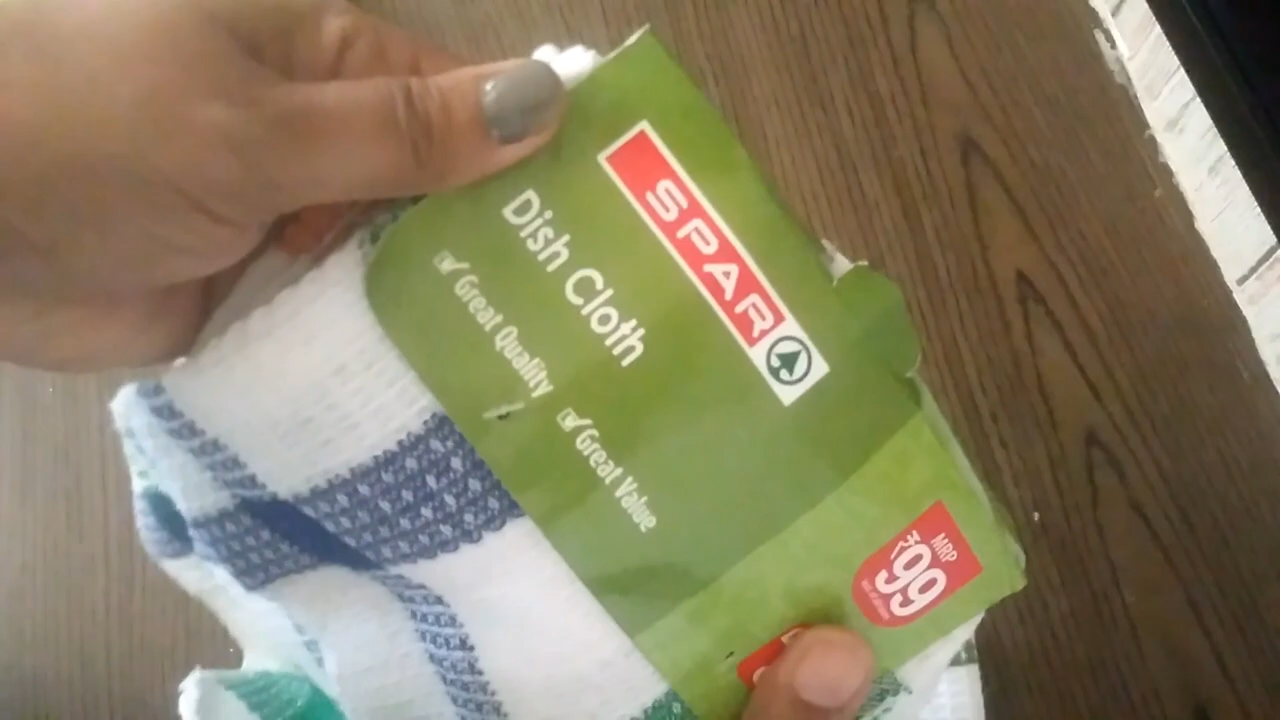 SPAR
Dish Cloth
Great Quality
Great Value
MRP
₹99